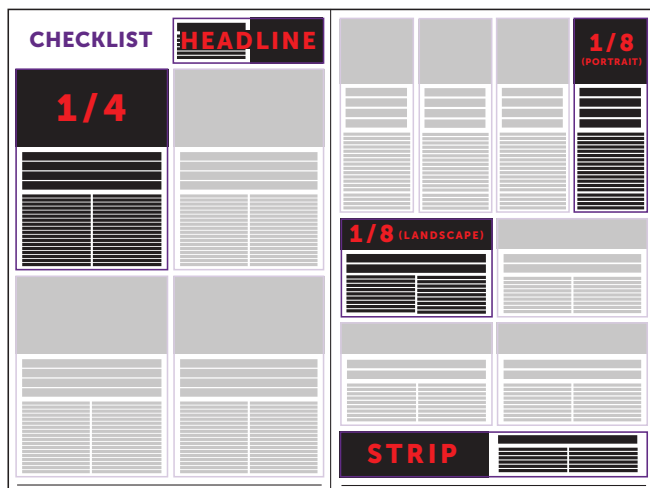 CHECKLIST
HEADLINE
1/4
1/8
(PORTRAIT)
1/8 (LANDSCAPE)
STRIP